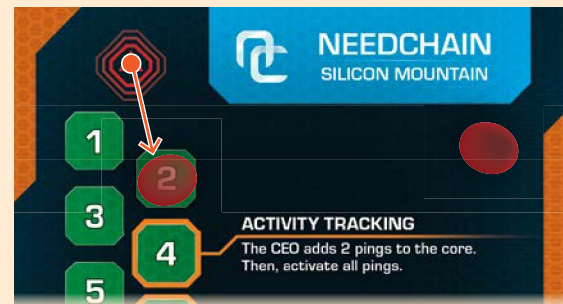 NEEDCHAIN
SILICON MOUNTAIN
1
2
3
ACTIVITY TRACKING
4
The CEO adds 2 pings to the core.
Then, activate all pings.
5